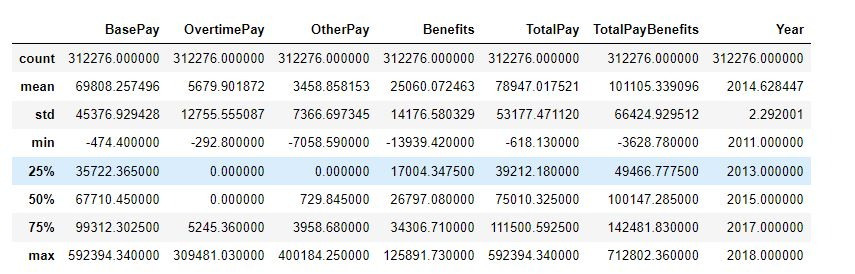 BasePay OvertimePay OtherPay Benefits TotalPay TotalPayBenefits Year
count 312276.000000 312276.000000 312276.000000 312276.000000 312276.000000 312276.000000 312276.000000
mean 69808.257496 5679.901872 3458.858153 25060.072463 78947.017521 101105.339096 2014.628447
std 45376.929428 12755.555087 7366.697345 14176.580329 53177.471120 66424.929512 2.292001
min -474.400000 -292.800000 -7058.590000 -13939.420000 -618.130000 -3628.780000 2011.000000
25% 35722.365000 0.000000 0.000000 17004.347500 39212.180000 49466.777500 2013.000000
50% 67710.450000 0.000000 729.845000 26797.080000 75010.325000 100147.285000 2015.000000
75% 99312.302500 5245.360000 3958.680000 34306.710000 111500.592500 142481.830000 2017.000000
max 592394.340000 309481.030000 400184.250000 125891.730000 592394.340000 712802.360000 2018.000000